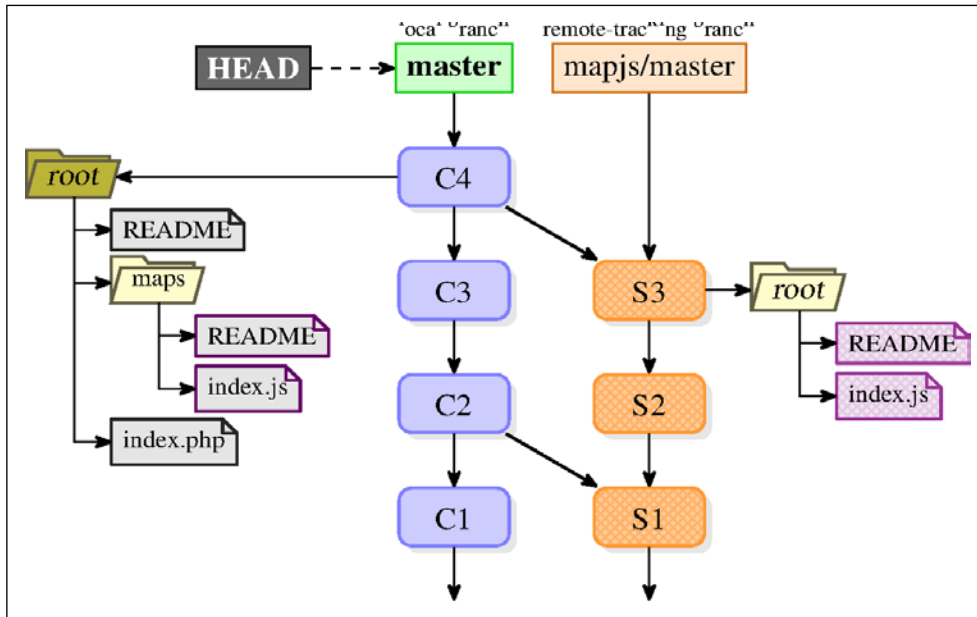 HEAD
master
mapjs/master
C4
root
README
maps
C3
S3
root
README
README
index.js
index.js
C2
S2
index.php
C1
S1